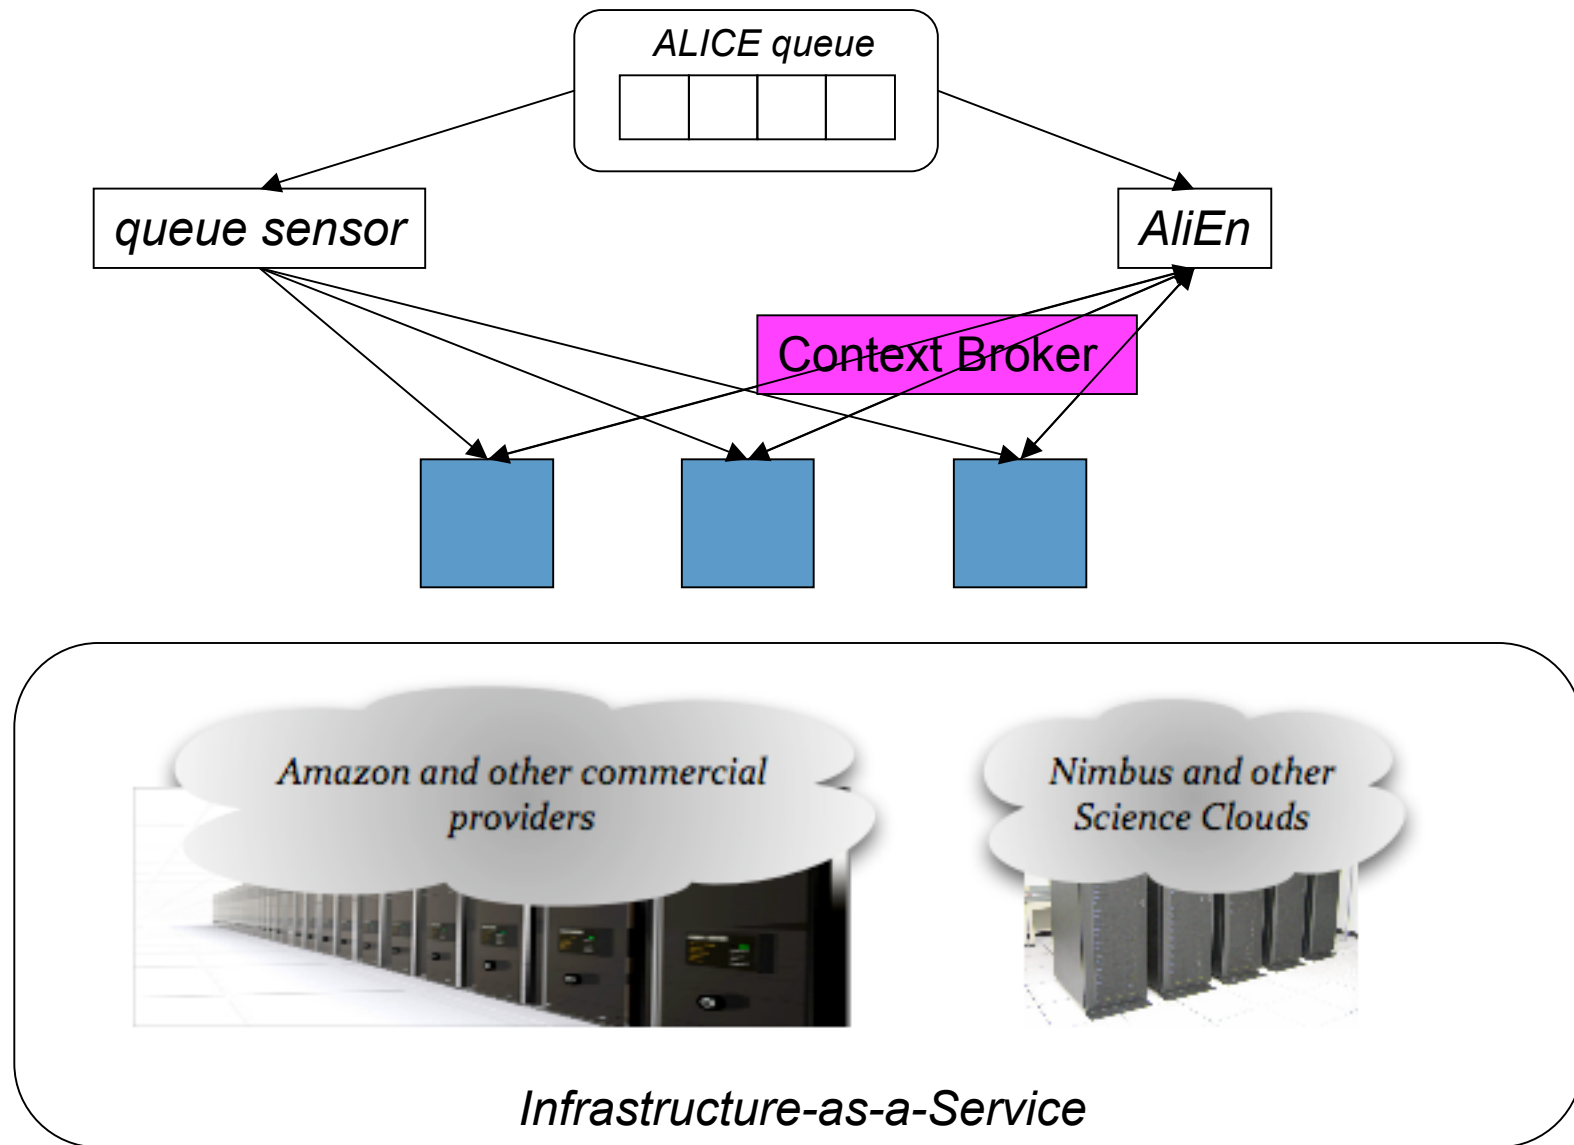 ALICE queue
queue sensor
AliEn
Context Broker
Amazon and other commercial
providers
Nimbus and other
Science Clouds
Infrastructure-as-a-Service